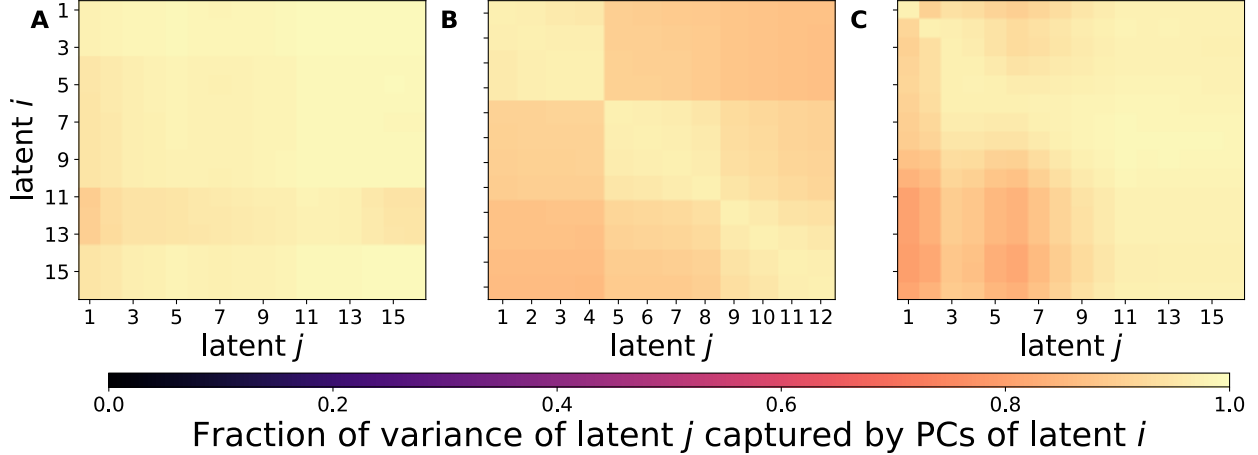 A
B
C
latent i
1
3
5
7
9
11
13
15
1 3 5 7 9 11 13 15
1 2 3 4 5 6 7 8 9 10 11 12
1 3 5 7 9 11 13 15
latent j
latent j
latent j
0.0 0.2 0.4 0.6 0.8 1.0
Fraction of variance of latent j captured by PCs of latent i